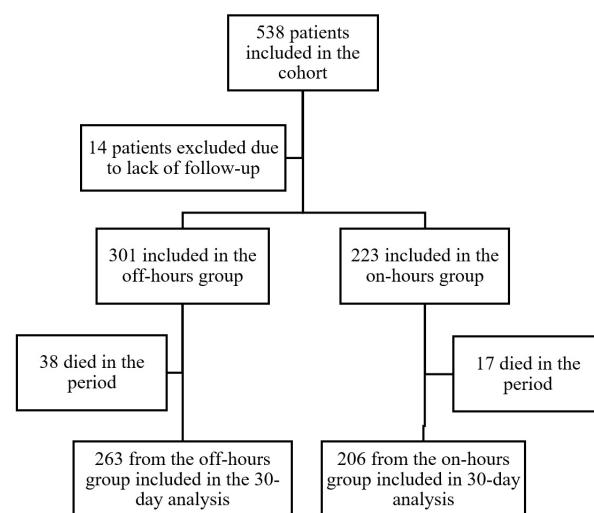 538 patients
included in the
cohort
14 patients excluded due
to lack of follow-up
301 included in the
off-hours group
223 included in the
on-hours group
38 died in the
period
17 died in the
period
263 from the off-hours
group included in the 30-
day analysis
206 from the on-hours
group included in 30-day
analysis